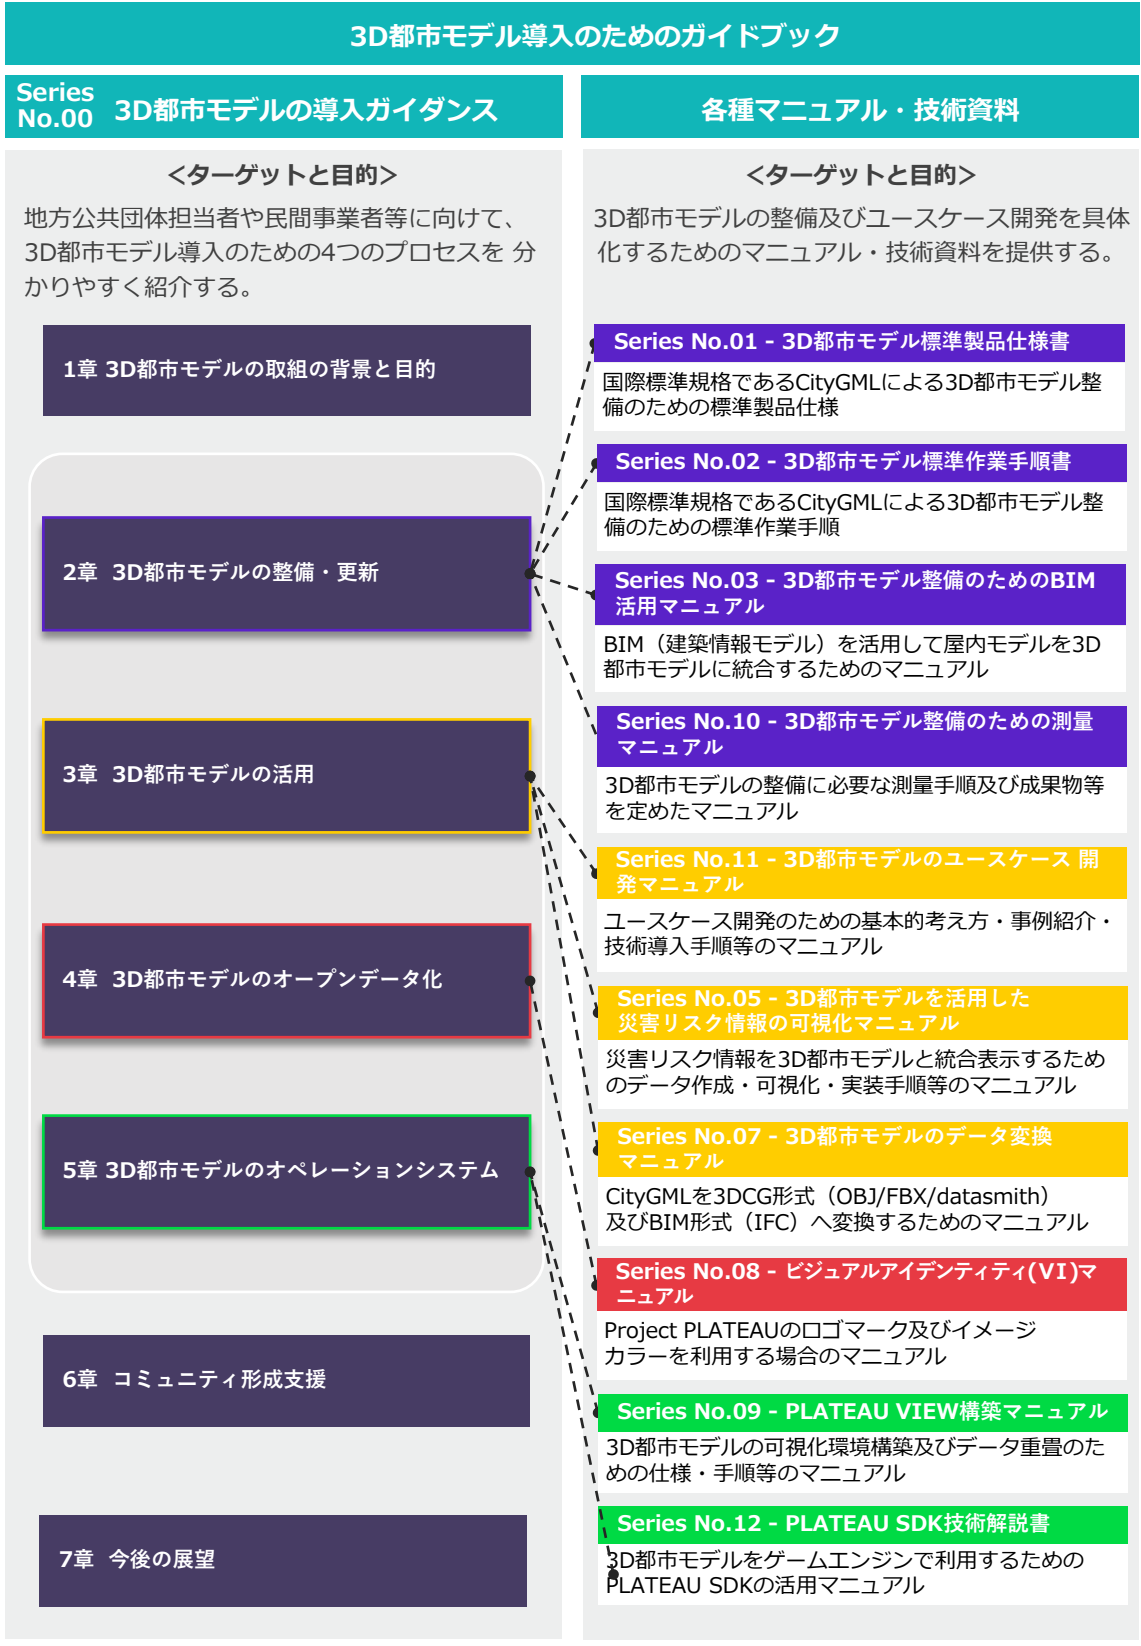 3D都市モデル導入のためのガイドブック
Series
No.00
3D都市モデルの導入ガイダンス
<ターゲットと目的>
地方公共団体担当者や民間事業者等に向けて、
3D都市モデル導入のための4つのプロセスを 分
かりやすく紹介する。
1章 3D都市モデルの取組の背景と目的
2章 3D都市モデルの整備・更新
3章 3D都市モデルの活用
4章 3D都市モデルのオープンデータ化
5章 3D都市モデルのオペレーションシステム
6章 コミュニティ形成支援
7章 今後の展望
各種マニュアル・技術資料
<ターゲットと目的>
3D都市モデルの整備及びユースケース開発を具体
化するためのマニュアル・技術資料を提供する。
Series No.01 - 3D都市モデル標準製品仕様書
国際標準規格であるCityGMLによる3D都市モデル整
備のための標準製品仕様
Series No.02 - 3D都市モデル標準作業手順書
国際標準規格であるCityGMLによる3D都市モデル整
備のための標準作業手順
Series No.03 - 3D都市モデル整備のためのBIM
活用マニュアル
BIM（建築情報モデル）を活用して屋内モデルを3D
都市モデルに統合するためのマニュアル
Series No.10 - 3D都市モデル整備のための測量
マニュアル
3D都市モデルの整備に必要な測量手順及び成果物等
を定めたマニュアル
Series No.11 - 3D都市モデルのユースケース 開
発マニュアル
ユースケース開発のための基本的考え方・事例紹介・
技術導入手順等のマニュアル
Series No.05 - 3D都市モデルを活用した
災害リスク情報の可視化マニュアル
災害リスク情報を3D都市モデルと統合表示するため
のデータ作成・可視化・実装手順等のマニュアル
Series No.07 - 3D都市モデルのデータ変換
マニュアル
CityGMLを3DCG形式（OBJ/FBX/datasmith）
及びBIM形式（IFC）へ変換するためのマニュアル
Series No.08 - ビジュアルアイデンティティ(VI)マ
ニュアル
Project PLATEAUのロゴマーク及びイメージ
カラーを利用する場合のマニュアル
Series No.09 - PLATEAU VIEW構築マニュアル
3D都市モデルの可視化環境構築及びデータ重畳のた
めの仕様・手順等のマニュアル
Series No.12 - PLATEAU SDK技術解説書
3D都市モデルをゲームエンジンで利用するための
PLATEAU SDKの活用マニュアル